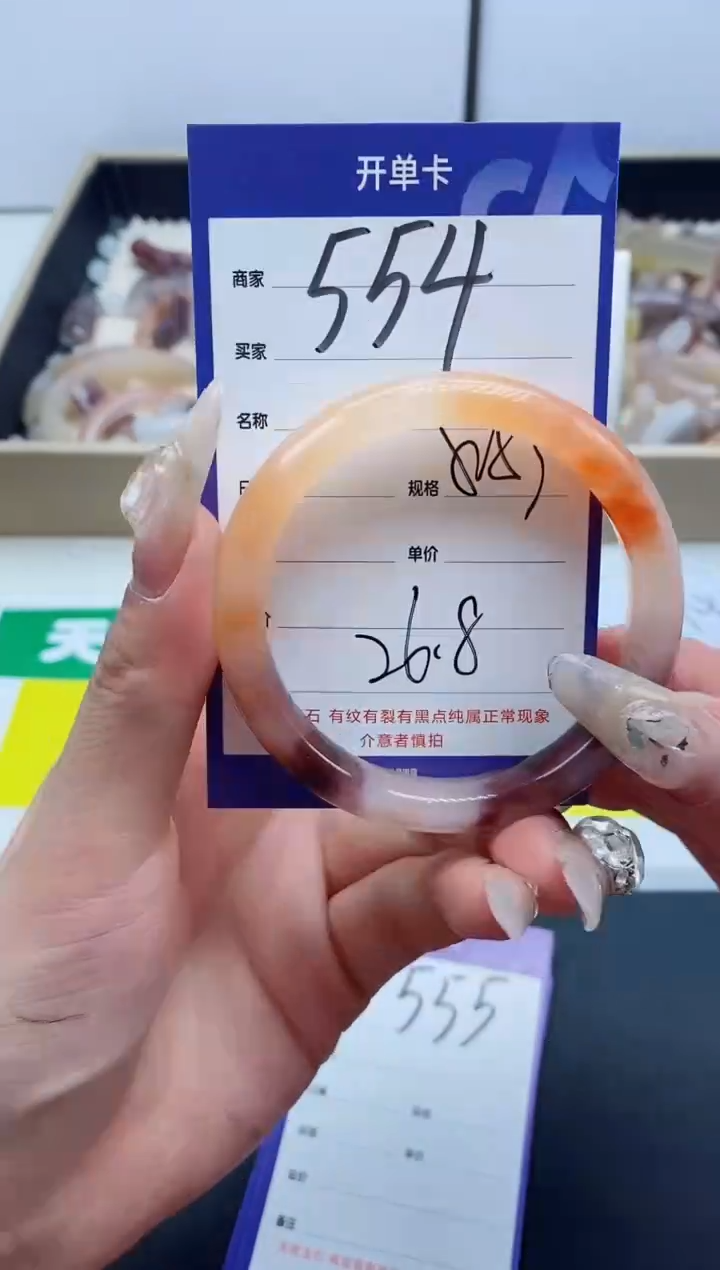 开单卡
商家 554
买家
名称
规格
单价
26.8
石 有纹有裂有黑点纯属正常现象
介意者慎拍
天
555